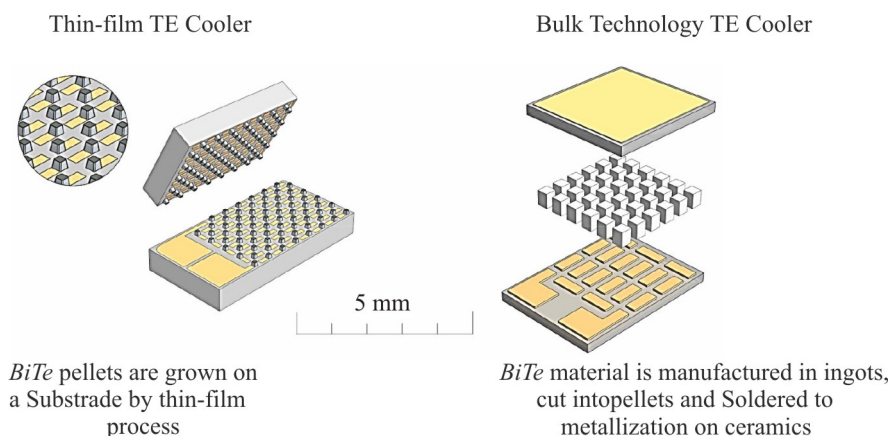 Thin-film TE Cooler
Bulk Technology TE Cooler
5 mm
BiTe pellets are grown on
a Substrade by thin-film
process
BiTe material is manufactured in ingots,
cut intopellets and Soldered to
metallization on ceramics